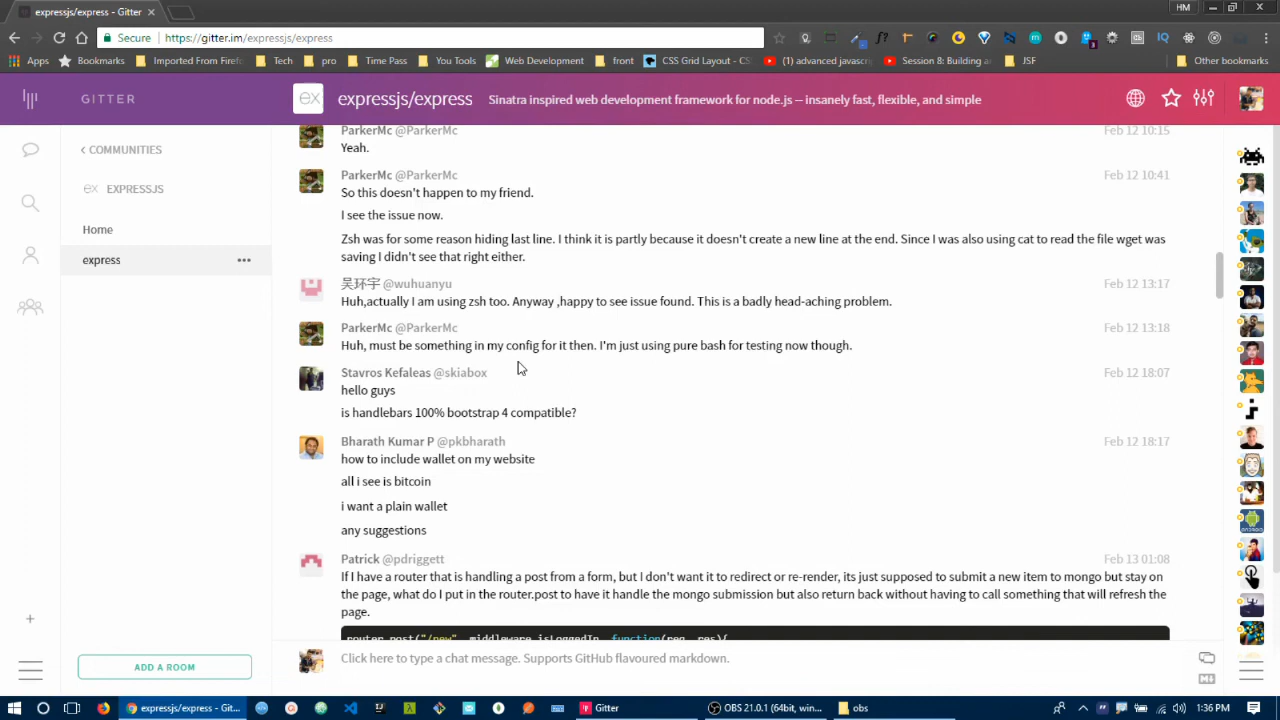 expressjs/express - Gitter
HM
Secure
https://gitter.im/expressjs/express
Apps
Bookmarks
Imported From Firef
Tech
pro
Time Pass
You Tools
Web Development
front
CSS Grid Layout - CS
(1) advanced javascri
Session 8: Building a
JSF
Other bookmarks
GITTER
expressjs/express
Sinatra inspired web development framework for node.js -- insanely fast, flexible, and simple
COMMUNITIES
EXPRESSJS
Home
express
ADD A ROOM
ParkerMc @ParkerMc Feb 12 10:15
Yeah.
ParkerMc @ParkerMc Feb 12 10:41
So this doesn't happen to my friend.
I see the issue now.
Zsh was for some reason hiding last line. I think it is partly because it doesn't create a new line at the end. Since I was also using cat to read the file wget was
saving I didn't see that right either.
吴环宇 @wuhuanyu Feb 12 13:17
Huh,actually I am using zsh too. Anyway ,happy to see issue found. This is a badly head-aching problem.
ParkerMc @ParkerMc Feb 12 13:18
Huh, must be something in my config for it then. I'm just using pure bash for testing now though.
Stavros Kefaleas @skiabox Feb 12 18:07
hello guys
is handlebars 100% bootstrap 4 compatible?
Bharath Kumar P @pkbharath Feb 12 18:17
how to include wallet on my website
all i see is bitcoin
i want a plain wallet
any suggestions
Patrick @pdriggett Feb 13 01:08
If I have a router that is handling a post from a form, but I don't want it to redirect or re-render, its just supposed to submit a new item to mongo but stay on
the page, what do I put in the router.post to have it handle the mongo submission but also return back without having to call something that will refresh the
page.
router.post("/new", middleware.isLoggedIn, function(req, res){
Click here to type a chat message. Supports GitHub flavoured markdown.
expressjs/express - Git...
Gitter
OBS 21.0.1 (64bit, win...
obs
1:36 PM